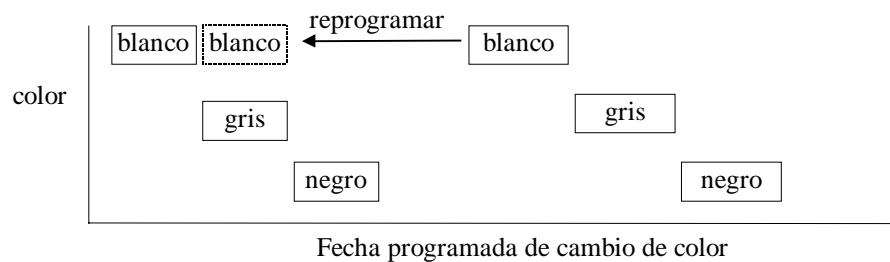 reprogramar
blanco blanco blanco
color
gris gris
negro negro
Fecha programada de cambio de color